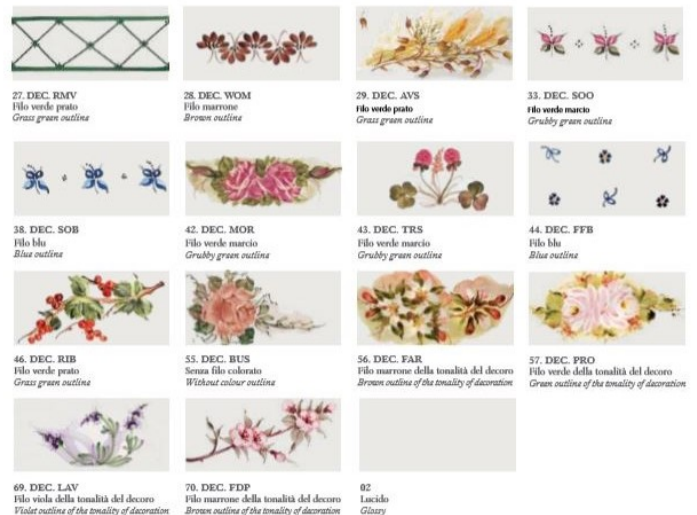 27. DEC. RMV
Filo verde prato
Grass green outline
28. DEC. WOM
Filo marrone
Brown outline
29. DEC. AVS
Filo verde prato
Grass green outline
33. DEC. SOO
Filo verde marcio
Grubby green outline
38. DEC. SOB
Filo blu
Blue outline
42. DEC. MOR
Filo verde marcio
Grubby green outline
43. DEC. TRS
Filo verde marcio
Grubby green outline
44. DEC. FFB
Filo blu
Blue outline
46. DEC. RIB
Filo verde prato
Grass green outline
55. DEC. BUS
Senza filo colorato
Without colour outline
56. DEC. FAR
Filo marrone della tonalità del decoro
Brown outline of the tonality of decoration
57. DEC. PRO
Filo verde della tonalità del decoro
Green outline of the tonality of decoration
69. DEC. LAV
Filo viola della tonalità del decoro
Violet outline of the tonality of decoration
70. DEC. FDP
Filo marrone della tonalità del decoro
Brown outline of the tonality of decoration
02
Lucido
Glossy